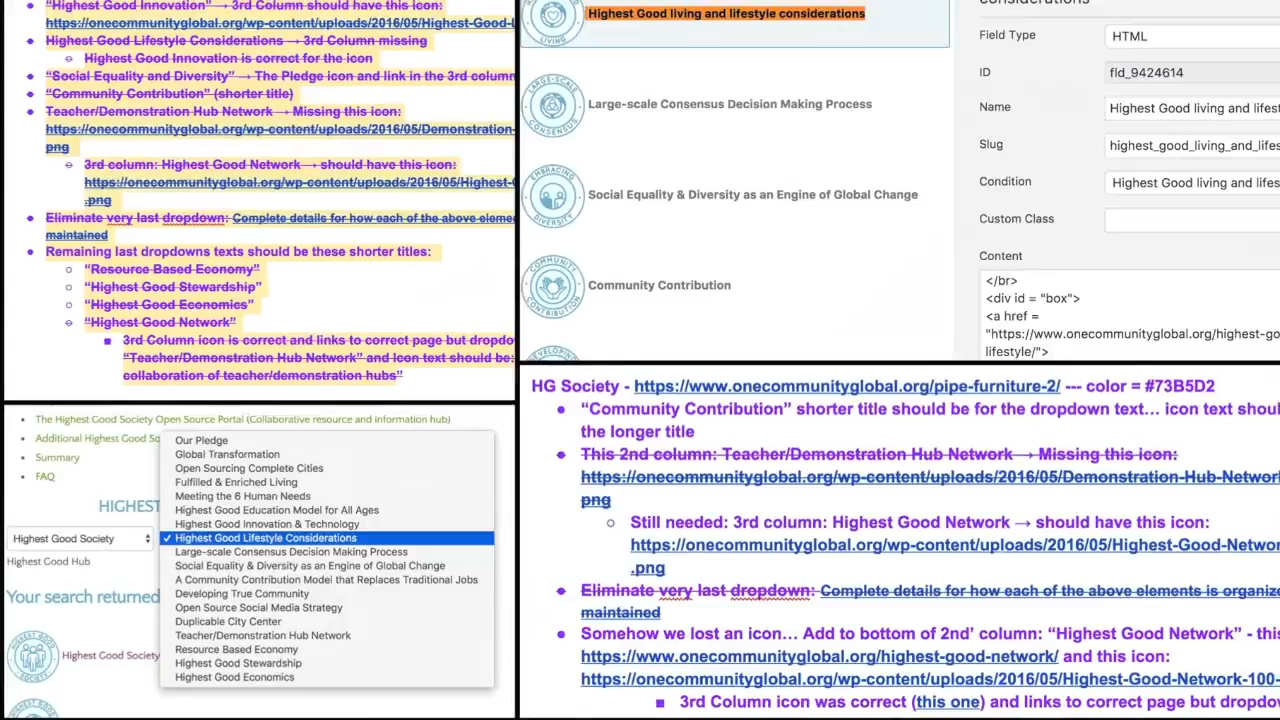 “Highest Good Innovation” → 3rd Column should have this icon:
https://onecommunityglobal.org/wp-content/uploads/2016/05/Highest-Good-
Highest Good Lifestyle Considerations → 3rd Column missing
Highest Good Innovation is correct for the icon
“Social Equality and Diversity” → The Pledge icon and link in the 3rd column
“Community Contribution” (shorter title)
Teacher/Demonstration Hub Network → Missing this icon:
https://onecommunityglobal.org/wp-content/uploads/2016/05/Demonstration-
png
3rd column: Highest Good Network → should have this icon:
https://onecommunityglobal.org/wp-content/uploads/2016/05/Highest-
.png
Eliminate very last dropdown: Complete details for how each of the above eleme
maintained
Remaining last dropdowns texts should be these shorter titles:
“Resource Based Economy”
“Highest Good Stewardship”
“Highest Good Economics”
“Highest Good Network”
3rd Column icon is correct and links to correct page but dropdo
“Teacher/Demonstration Hub Network” and Icon text should be:
collaboration of teacher/demonstration hubs”
Highest Good living and lifestyle considerations
LARGE-SCALE
CONSENSUS
Large-scale Consensus Decision Making Process
EMBRACING
DIVERSITY
Social Equality & Diversity as an Engine of Global Change
COMMUNITY
CONTRIBUTION
Community Contribution
DEVELOPING
considerations
Field Type
HTML
ID
fld_9424614
Name
Highest Good living and lifest
Slug
highest_good_living_and_lifes
Condition
Highest Good living and lifes
Custom Class
Content
</br>
<div id = "box">
<a href =
"https://www.onecommunityglobal.org/highest-go
lifestyle/">
The Highest Good Society Open Source Portal (Collaborative resource and information hub)
Additional Highest Good So
Summary
FAQ
HIGHEST
Highest Good Society
Highest Good Hub
Your search returned
HIGHEST GOOD
SOCIETY
Highest Good Society
Our Pledge
Global Transformation
Open Sourcing Complete Cities
Fulfilled & Enriched Living
Meeting the 6 Human Needs
Highest Good Education Model for All Ages
Highest Good Innovation & Technology
✓ Highest Good Lifestyle Considerations
Large-scale Consensus Decision Making Process
Social Equality & Diversity as an Engine of Global Change
A Community Contribution Model that Replaces Traditional Jobs
Developing True Community
Open Source Social Media Strategy
Duplicable City Center
Teacher/Demonstration Hub Network
Resource Based Economy
Highest Good Stewardship
Highest Good Economics
HG Society - https://www.onecommunityglobal.org/pipe-furniture-2/ --- color = #73B5D2
“Community Contribution” shorter title should be for the dropdown text... icon text shoul
the longer title
This 2nd column: Teacher/Demonstration Hub Network → Missing this icon:
https://onecommunityglobal.org/wp-content/uploads/2016/05/Demonstration-Hub-Network
png
Still needed: 3rd column: Highest Good Network → should have this icon:
https://onecommunityglobal.org/wp-content/uploads/2016/05/Highest-Good-Networ
.png
Eliminate very last dropdown: Complete details for how each of the above elements is organize
maintained
Somehow we lost an icon... Add to bottom of 2nd’ column: “Highest Good Network” - this
https://www.onecommunityglobal.org/highest-good-network/ and this icon:
https://onecommunityglobal.org/wp-content/uploads/2016/05/Highest-Good-Network-100-
3rd Column icon was correct (this one) and links to correct page but dropdo